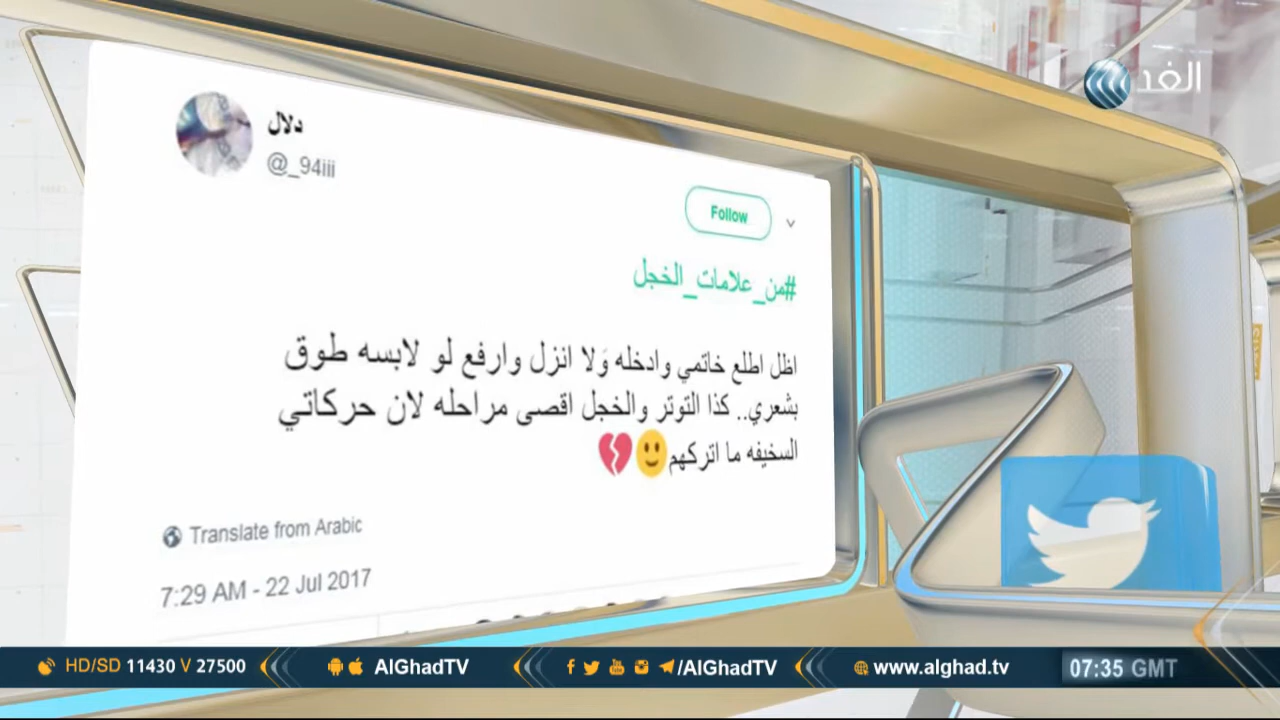 الغد
دلال
@_94iii
Follow
#من_علامات_الخجل
اظل اطلع خاتمي وادخله وَلا انزل وارفع لو لابسه طوق
بشعري.. كذا التوتر والخجل اقصى مراحله لان حركاتي
السخيفه ما اتركهم🙂💔
Translate from Arabic
7:29 AM - 22 Jul 2017
HD/SD 11430 V 27500
AlGhadTV
/AlGhadTV
www.alghad.tv
07:35 GMT